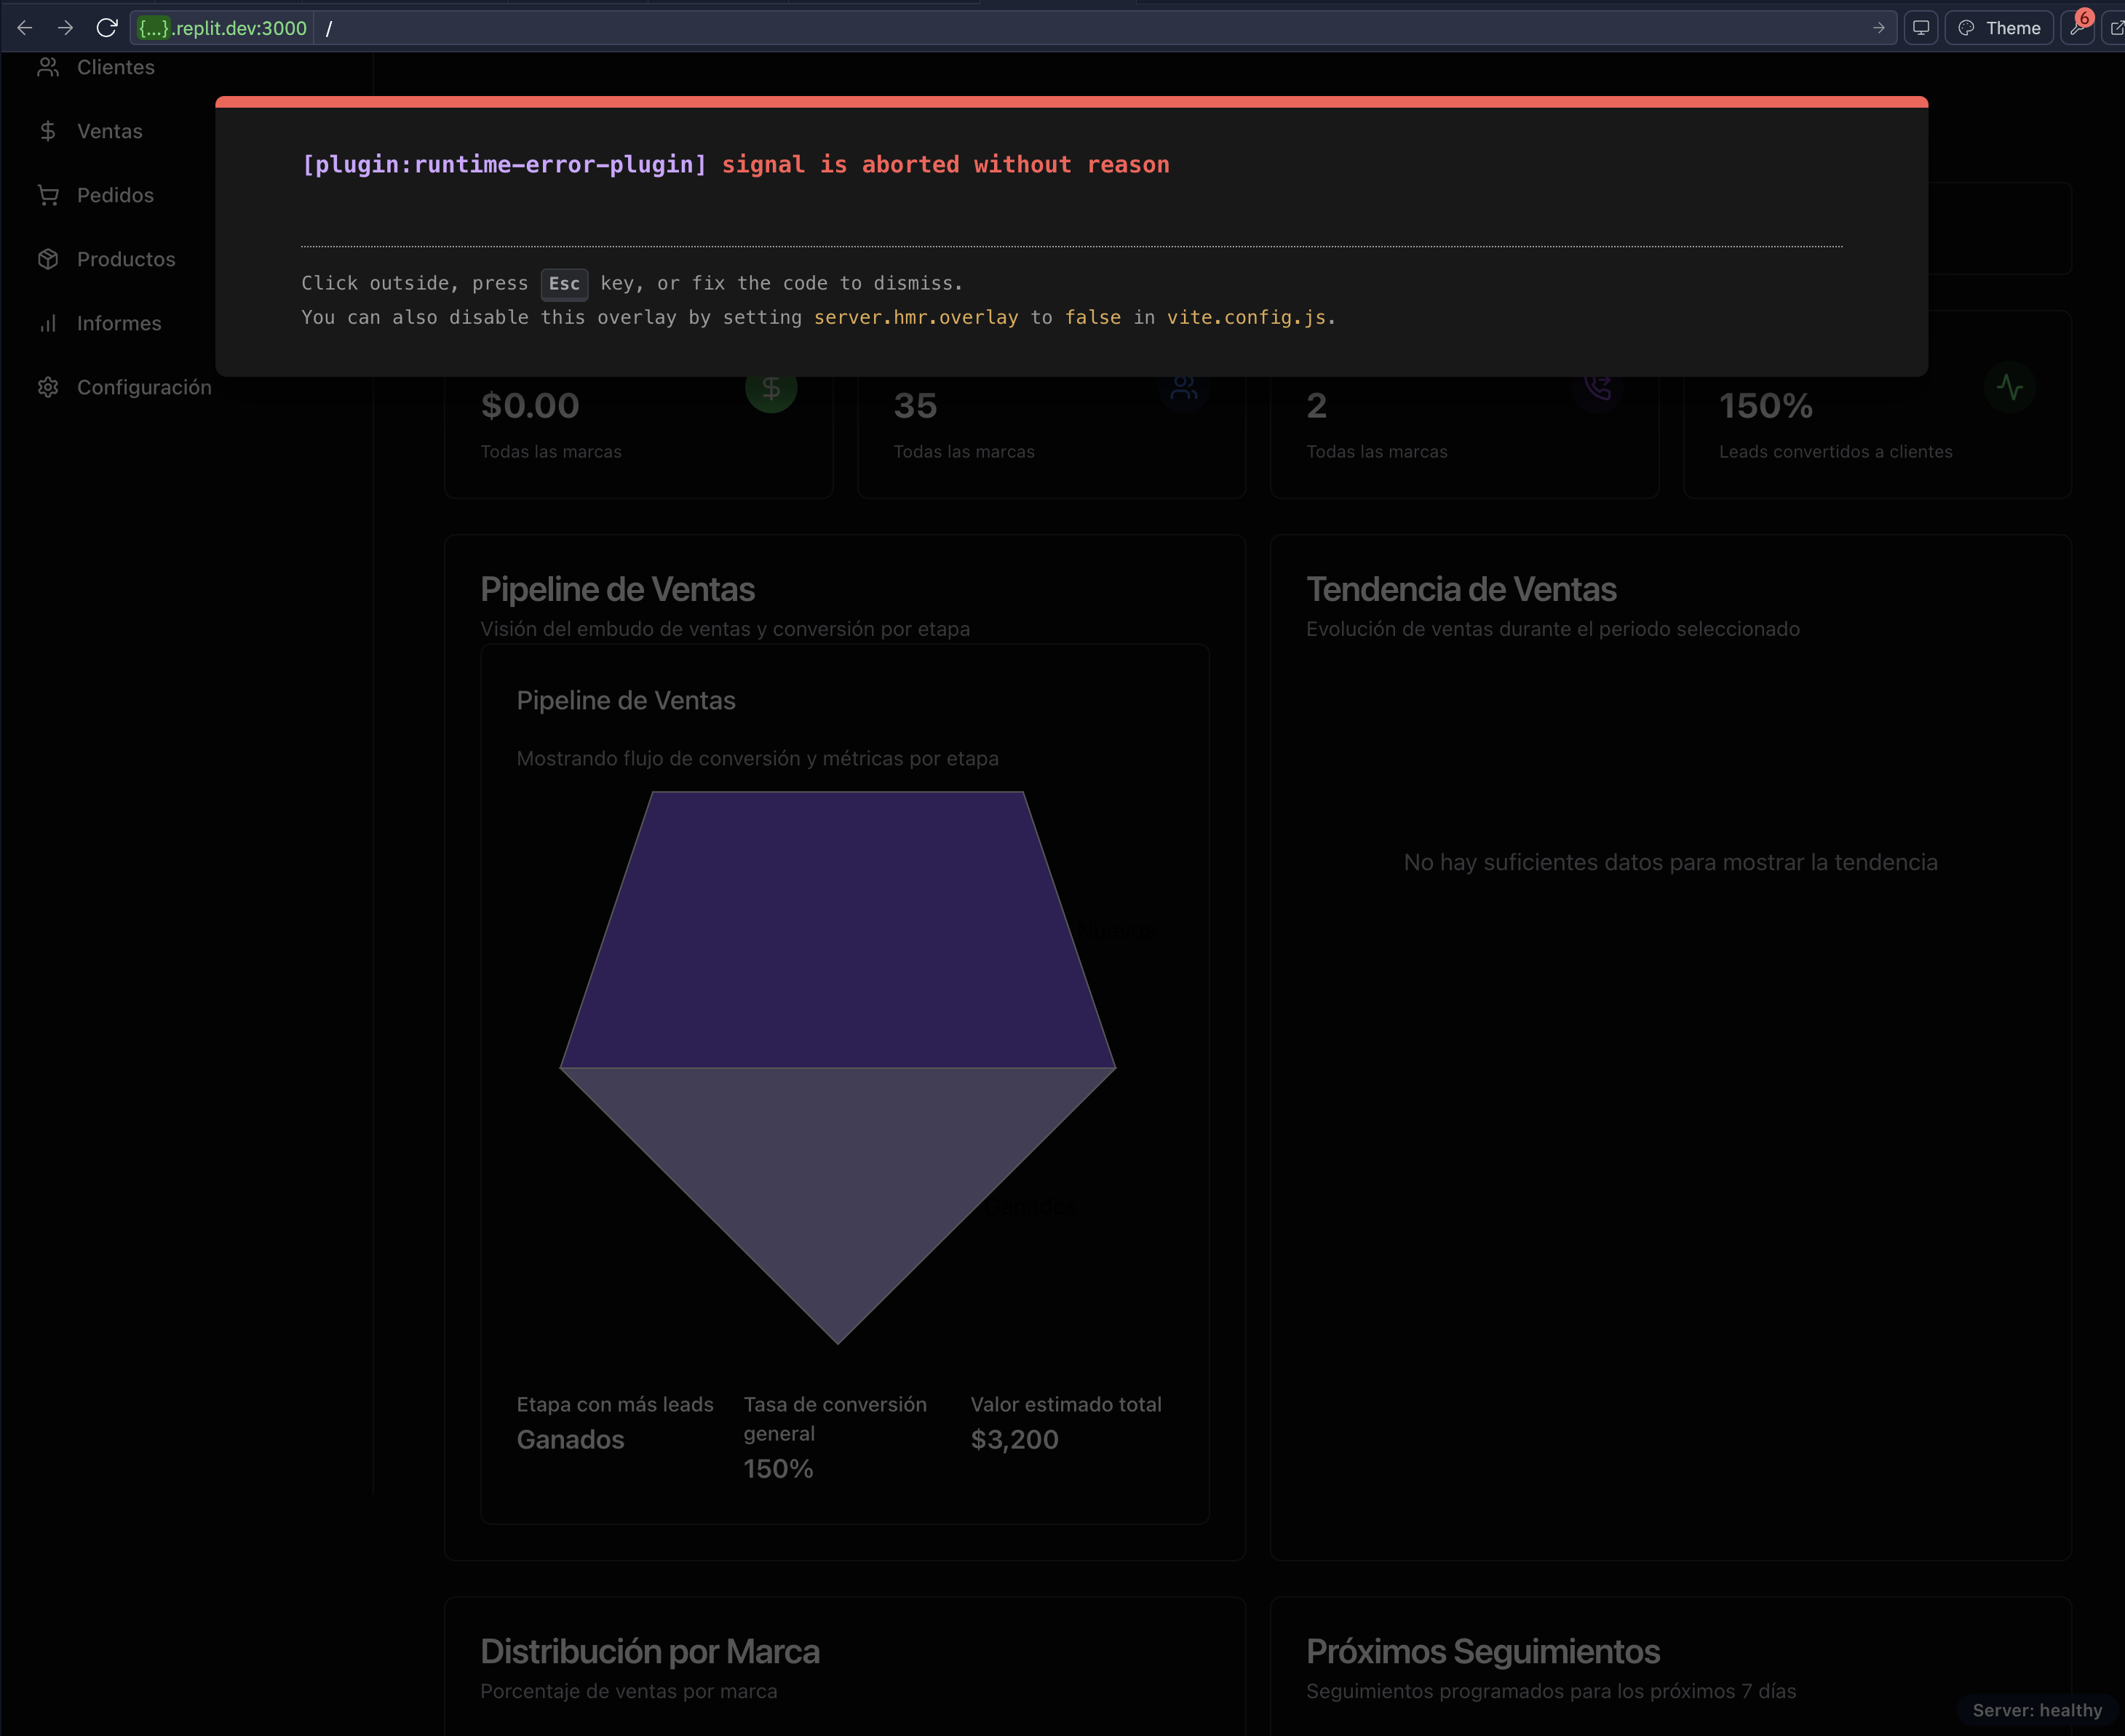 {...}.replit.dev:3000 /
Theme
6
Clientes
Ventas
Pedidos
Productos
Informes
Configuración
[plugin:runtime-error-plugin] signal is aborted without reason
Click outside, press Esc key, or fix the code to dismiss.
You can also disable this overlay by setting server.hmr.overlay to false in vite.config.js.
$0.00
Todas las marcas
35
Todas las marcas
2
Todas las marcas
150%
Leads convertidos a clientes
Pipeline de Ventas
Visión del embudo de ventas y conversión por etapa
Pipeline de Ventas
Mostrando flujo de conversión y métricas por etapa
Etapa con más leads
Ganados
Tasa de conversión
general
150%
Valor estimado total
$3,200
Tendencia de Ventas
Evolución de ventas durante el periodo seleccionado
No hay suficientes datos para mostrar la tendencia
Distribución por Marca
Porcentaje de ventas por marca
Próximos Seguimientos
Seguimientos programados para los próximos 7 días
Server: healthy